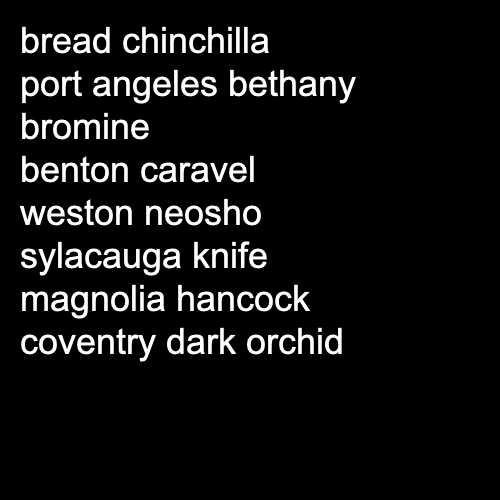 bread chinchilla
port angeles bethany
bromine
benton caravel
weston neosho
sylacauga knife
magnolia hancock
coventry dark orchid